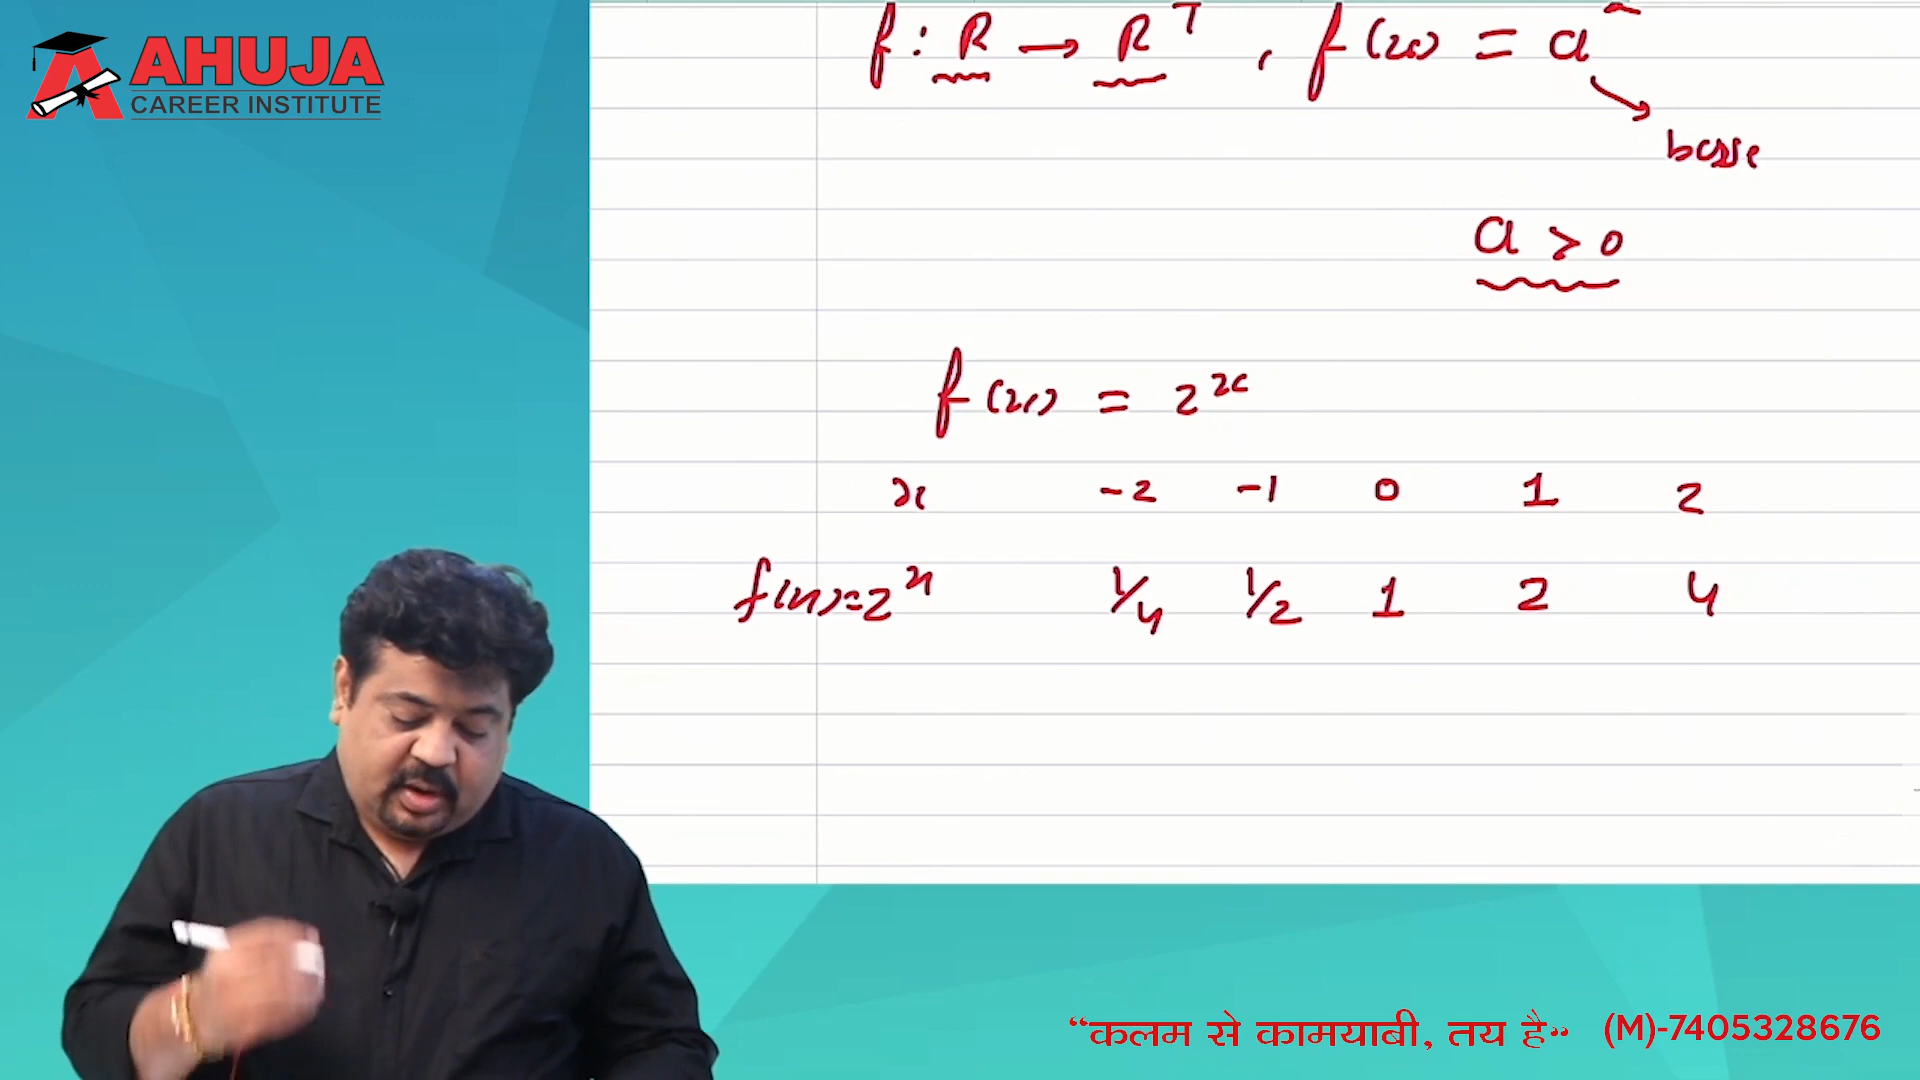 AHUJA
CAREER INSTITUTE
f : R → R⁺ , f(x) = aˣ
base
a > 0
f(x) = 2ˣ
x -2 -1 0 1 2
f(x)=2ˣ 1/4 1/2 1 2 4
“कलम से कामयाबी, तय है” (M)-7405328676